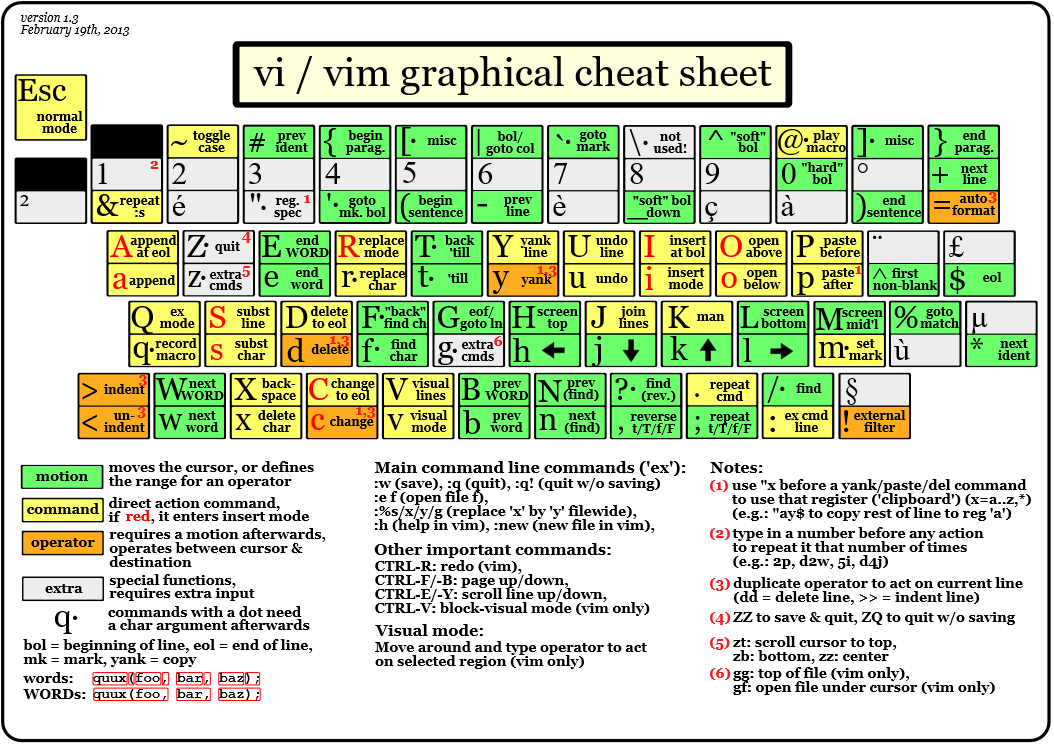 version 1.3
February 19th, 2013
vi / vim graphical cheat sheet
Esc normal mode
~ toggle case
# prev ident
{ begin parag.
[· misc
| bol/ goto col
`· goto mark
\· not used!
^ "soft" bol
@· play macro
]· misc
} end parag.
1 2
2
3
4
5
6
7
8
9
0 "hard" bol
°
+ next line
2
& repeat :s
é
"· reg. spec 1
'· goto mk. bol
( begin sentence
- prev line
è
_ "soft" bol down
ç
à
) end sentence
= auto format 3
A append at eol
Z· quit 4
E end WORD
R replace mode
T· back 'till
Y yank line
U undo line
I insert at bol
O open above
P paste before
¨
£
a append
z· extra cmds 5
e end word
r· replace char
t· 'till
y yank 1,3
u undo
i insert mode
o open below
p paste after 1
^ first non-blank
$ eol
Q ex mode
S subst line
D delete to eol
F· "back" find ch
G eof/ goto ln
H screen top
J join lines
K man
L screen bottom
M screen mid'l
% goto match
µ
q· record macro
s subst char
d delete 1,3
f· find char
g· extra cmds 6
h ←
j ↓
k ↑
l →
m· set mark
ù
* next ident
> indent 3
W next WORD
X back-space
C change to eol
V visual lines
B prev WORD
N prev (find)
?· find (rev.)
. repeat cmd
/· find
§
< un-indent 3
w next word
x delete char
c change 1,3
v visual mode
b prev word
n next (find)
, reverse t/T/f/F
; repeat t/T/f/F
: ex cmd line
! external filter
motion moves the cursor, or defines
the range for an operator
command direct action command,
if red, it enters insert mode
operator requires a motion afterwards,
operates between cursor &
destination
extra special functions,
requires extra input
q· commands with a dot need
a char argument afterwards
bol = beginning of line, eol = end of line,
mk = mark, yank = copy
words: quux(foo, bar, baz);
WORDs: quux(foo, bar, baz);
Main command line commands ('ex'):
:w (save), :q (quit), :q! (quit w/o saving)
:e f (open file f),
:%s/x/y/g (replace 'x' by 'y' filewide),
:h (help in vim), :new (new file in vim),
Other important commands:
CTRL-R: redo (vim),
CTRL-F/-B: page up/down,
CTRL-E/-Y: scroll line up/down,
CTRL-V: block-visual mode (vim only)
Visual mode:
Move around and type operator to act
on selected region (vim only)
Notes:
(1) use "x before a yank/paste/del command
to use that register ('clipboard') (x=a..z,*)
(e.g.: "ay$ to copy rest of line to reg 'a')
(2) type in a number before any action
to repeat it that number of times
(e.g.: 2p, d2w, 5i, d4j)
(3) duplicate operator to act on current line
(dd = delete line, >> = indent line)
(4) ZZ to save & quit, ZQ to quit w/o saving
(5) zt: scroll cursor to top,
zb: bottom, zz: center
(6) gg: top of file (vim only),
gf: open file under cursor (vim only)